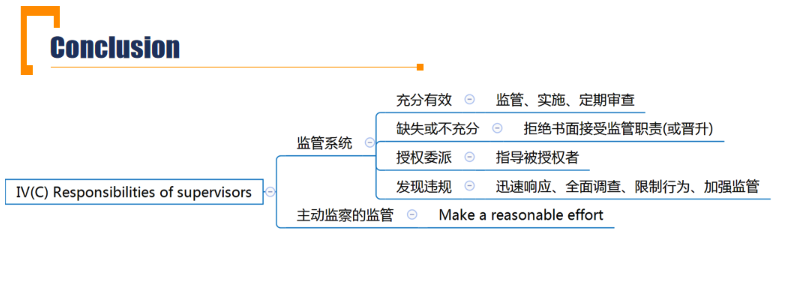 Conclusion
充分有效 监管、实施、定期审查
缺失或不充分 拒绝书面接受监管职责(或晋升)
监管系统
授权委派 指导被授权者
发现违规 迅速响应、全面调查、限制行为、加强监管
IV(C) Responsibilities of supervisors
主动监察的监管 Make a reasonable effort